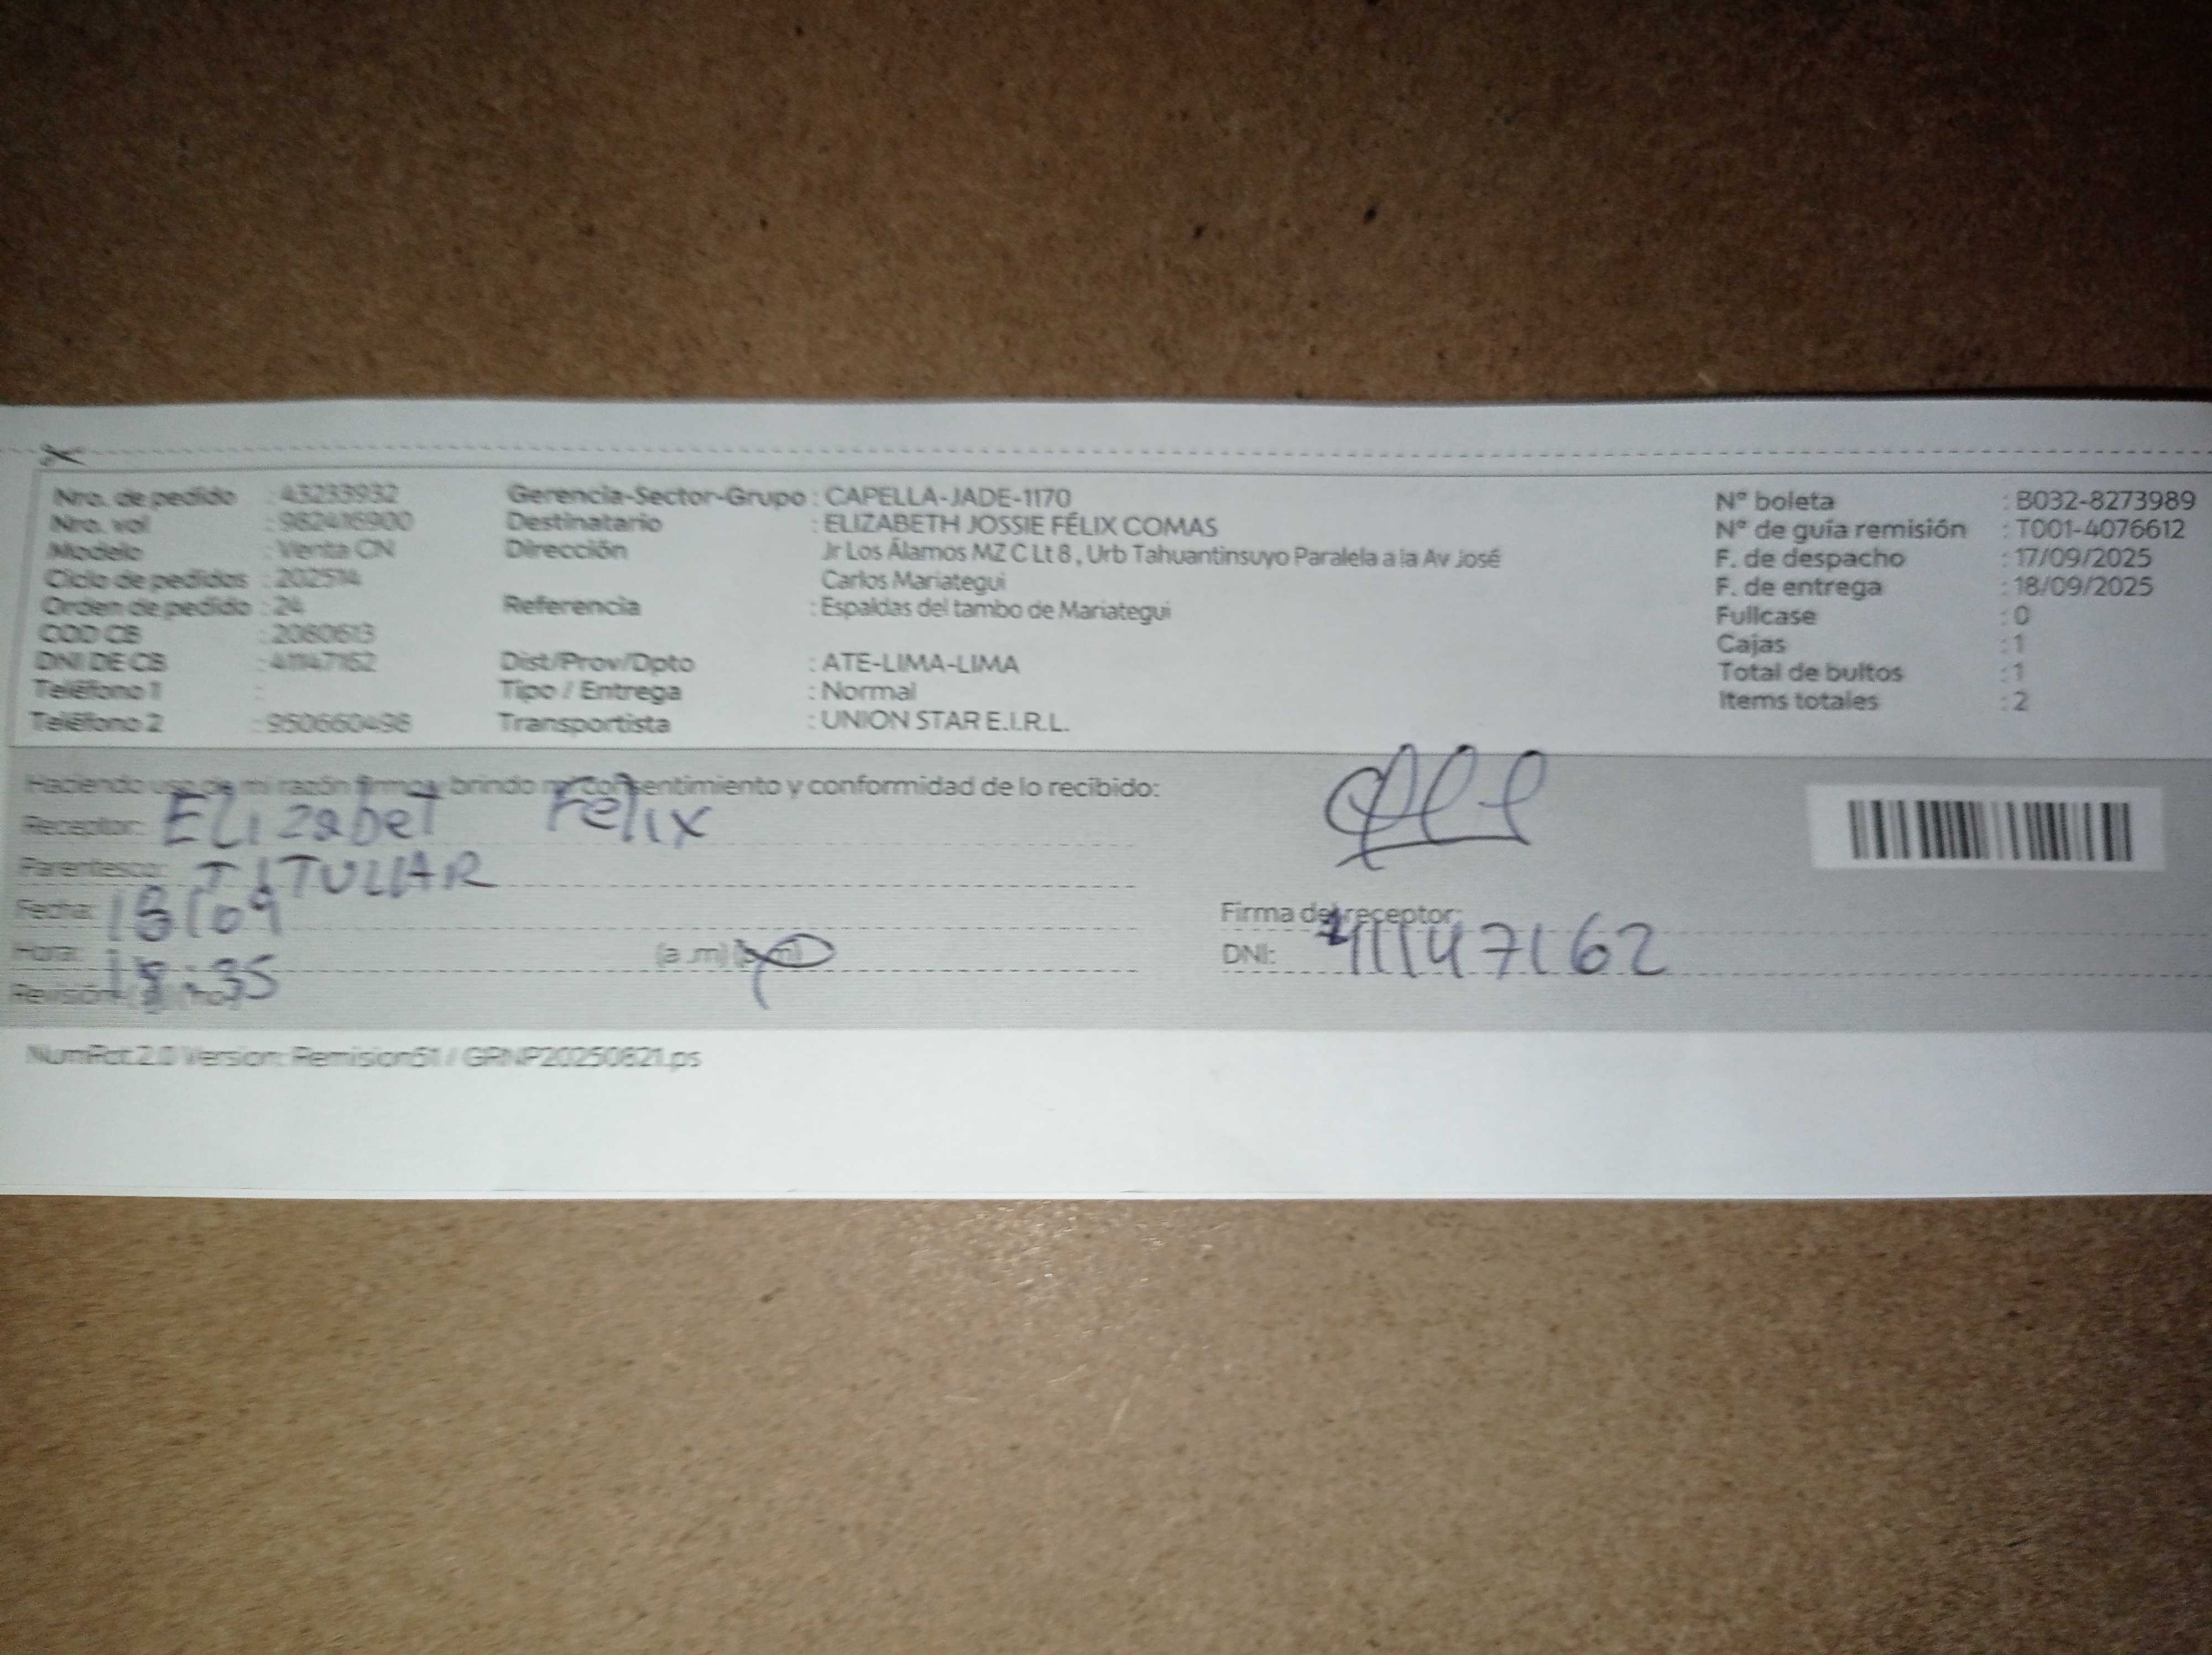 Nro. de pedido : 43233932 Gerencia-Sector-Grupo : CAPELLA-JADE-1170 N° boleta : B032-8273989
Nro. vol : 982416900 Destinatario : ELIZABETH JOSSIE FÉLIX COMAS N° de guía remisión : T001-4076612
Modelo : Venta CN Dirección Jr Los Álamos MZ C Lt 8 , Urb Tahuantinsuyo Paralela a la Av José F. de despacho : 17/09/2025
Ciclo de pedidos : 202514 Carlos Mariategui F. de entrega : 18/09/2025
Orden de pedido : 24 Referencia : Espaldas del tambo de Mariategui Fullcase : 0
COD CB : 2080613 Cajas : 1
DNI DE CB : 41147162 Dist/Prov/Dpto : ATE-LIMA-LIMA Total de bultos : 1
Teléfono 1 : Tipo / Entrega : Normal Items totales : 2
Teléfono 2 : 950660498 Transportista : UNION STAR E.I.R.L.
Haciendo uso de mi razón firmo y brindo mi consentimiento y conformidad de lo recibido:
Receptor: ELizabet Felix
Parentesco: TITULAR
Fecha: 18/09 Firma del receptor:
Hora: :35 (a .m) DNI: 41147162
NumPct.2.0 Version: Remision61 / GRNP20250821.ps